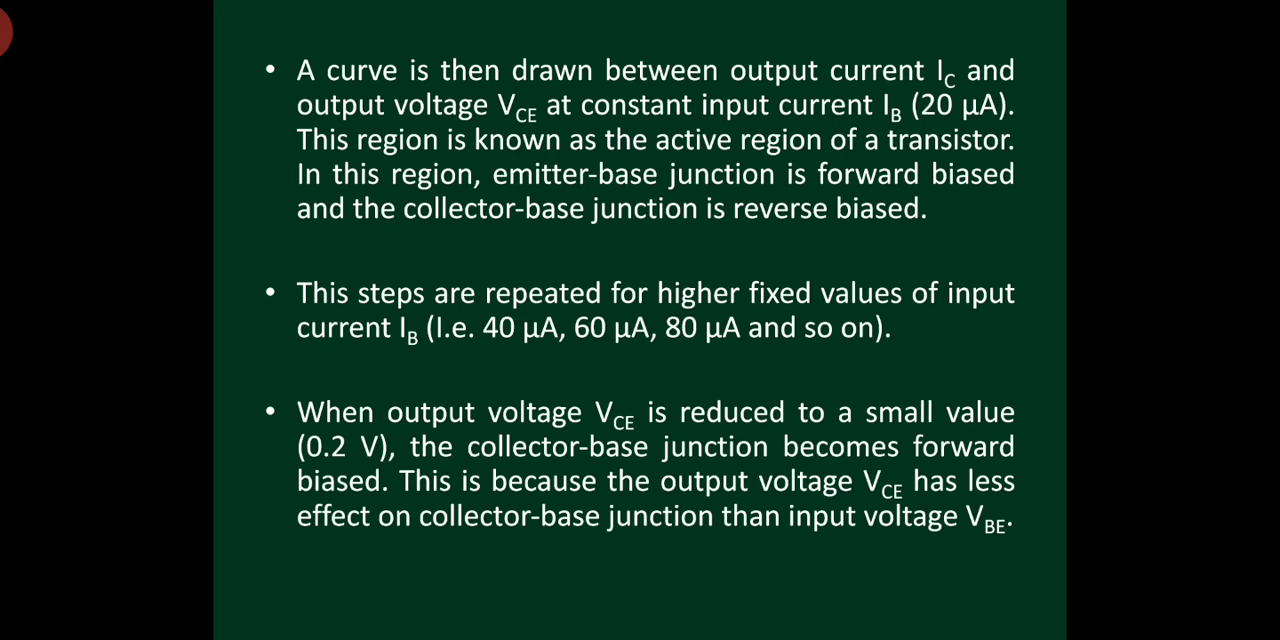 • A curve is then drawn between output current I_C and
output voltage V_CE at constant input current I_B (20 µA).
This region is known as the active region of a transistor.
In this region, emitter-base junction is forward biased
and the collector-base junction is reverse biased.
• This steps are repeated for higher fixed values of input
current I_B (I.e. 40 µA, 60 µA, 80 µA and so on).
• When output voltage V_CE is reduced to a small value
(0.2 V), the collector-base junction becomes forward
biased. This is because the output voltage V_CE has less
effect on collector-base junction than input voltage V_BE.